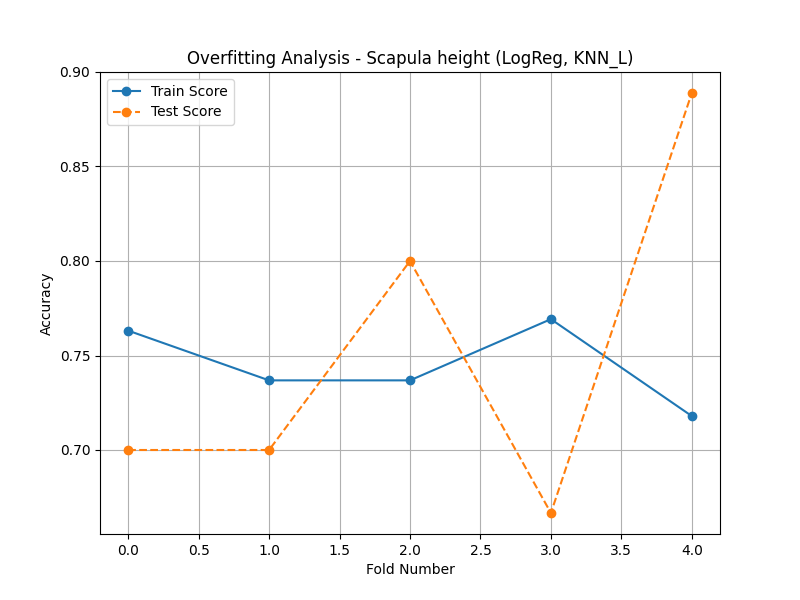 Overfitting Analysis - Scapula height (LogReg, KNN_L)
Train Score
Test Score
0.90
0.85
0.80
0.75
0.70
Accuracy
0.0 0.5 1.0 1.5 2.0 2.5 3.0 3.5 4.0
Fold Number